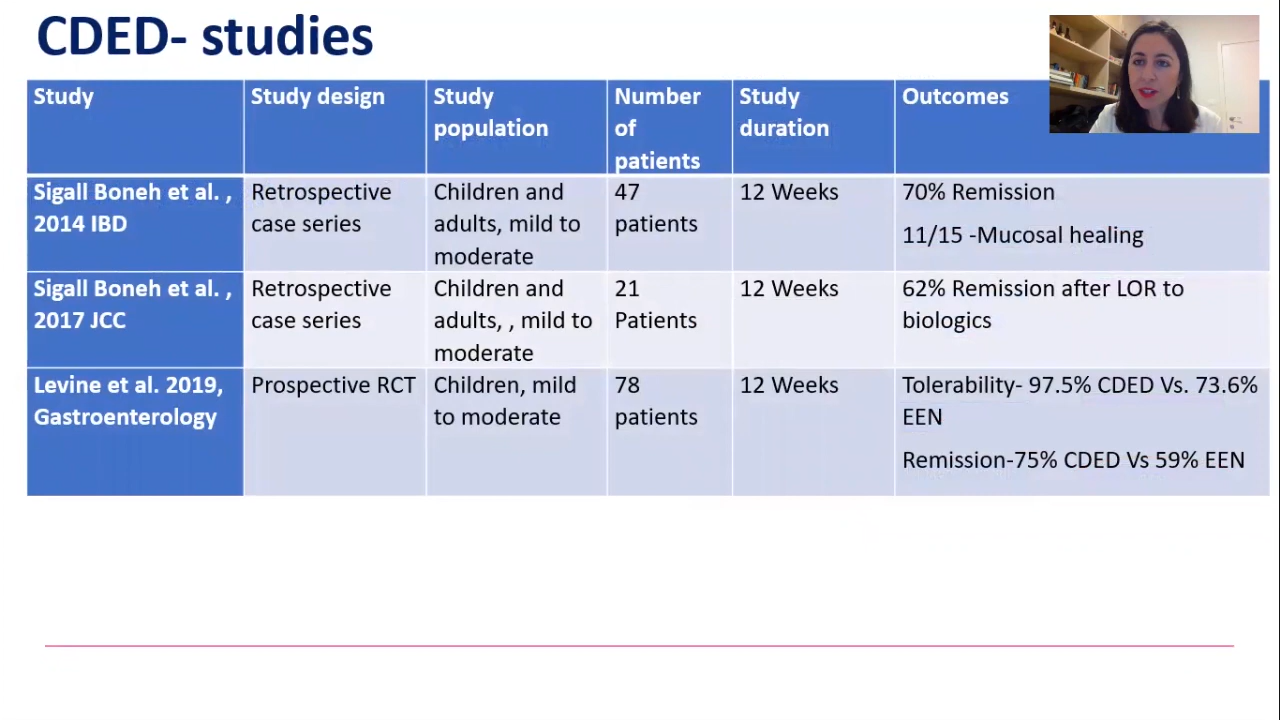 CDED- studies
Study
Study design
Study
population
Number
of
patients
Study
duration
Outcomes
Sigall Boneh et al. ,
2014 IBD
Retrospective
case series
Children and
adults, mild to
moderate
47
patients
12 Weeks
70% Remission
11/15 -Mucosal healing
Sigall Boneh et al. ,
2017 JCC
Retrospective
case series
Children and
adults, , mild to
moderate
21
Patients
12 Weeks
62% Remission after LOR to
biologics
Levine et al. 2019,
Gastroenterology
Prospective RCT
Children, mild
to moderate
78
patients
12 Weeks
Tolerability- 97.5% CDED Vs. 73.6%
EEN
Remission-75% CDED Vs 59% EEN